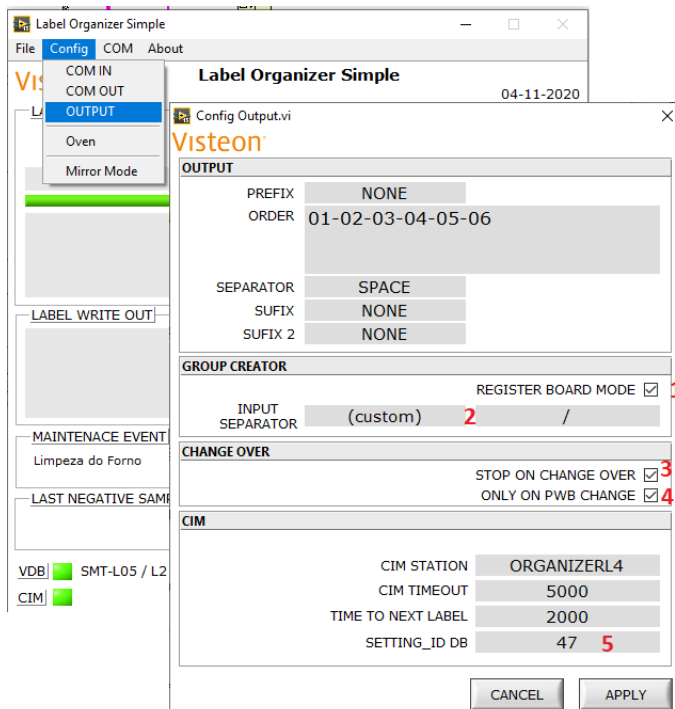 Label Organizer Simple
File Config COM About
COM IN
COM OUT
OUTPUT
Oven
Mirror Mode
Label Organizer Simple
04-11-2020
LABEL WRITE OUT
MAINTENACE EVENT
Limpeza do Forno
LAST NEGATIVE SAM
VDB SMT-L05 / L2
CIM
Config Output.vi
Visteon
OUTPUT
PREFIX NONE
ORDER 01-02-03-04-05-06
SEPARATOR SPACE
SUFIX NONE
SUFIX 2 NONE
GROUP CREATOR
REGISTER BOARD MODE 1
INPUT SEPARATOR (custom) 2 /
CHANGE OVER
STOP ON CHANGE OVER 3
ONLY ON PWB CHANGE 4
CIM
CIM STATION ORGANIZERL4
CIM TIMEOUT 5000
TIME TO NEXT LABEL 2000
SETTING_ID DB 47 5
CANCEL APPLY